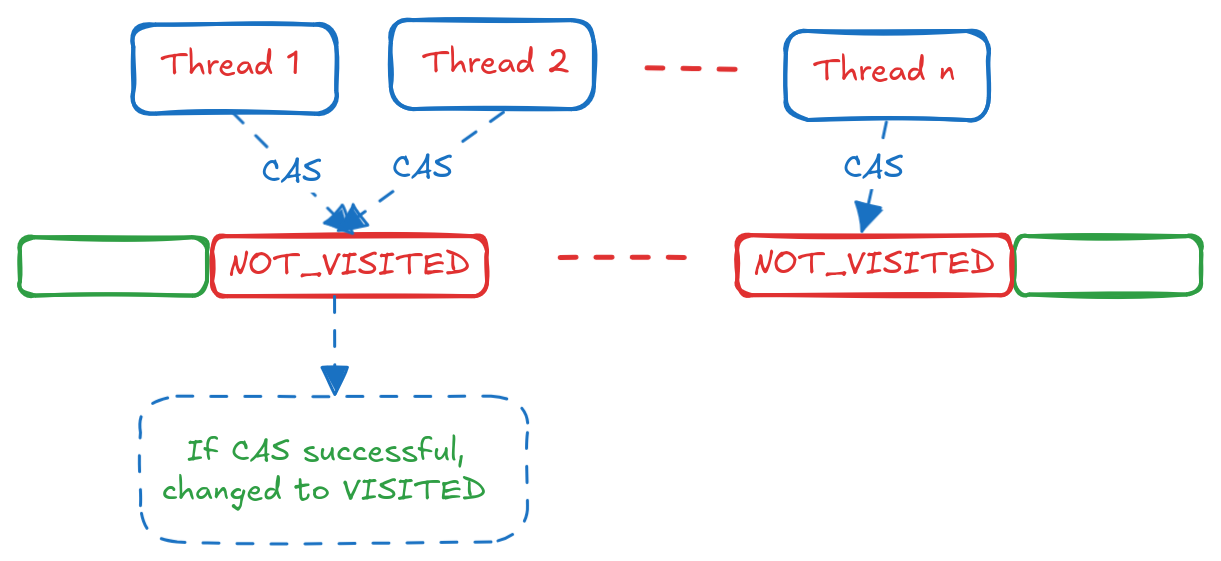 Thread 1
Thread 2
Thread n
CAS
CAS
CAS
NOT_VISITED
NOT_VISITED
If CAS successful,
changed to VISITED